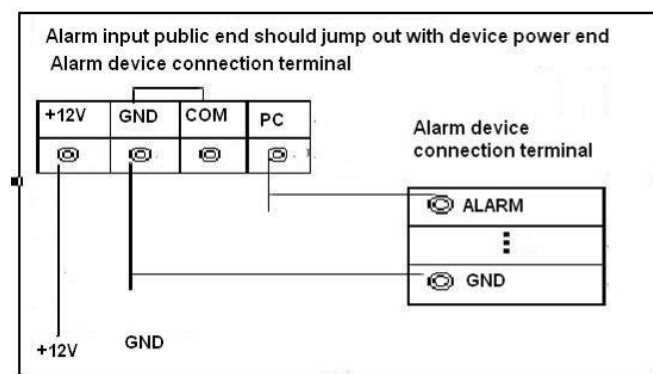 Alarm input public end should jump out with device power end
Alarm device connection terminal
+12V GND COM PC
Alarm device
connection terminal
ALARM
GND
+12V GND